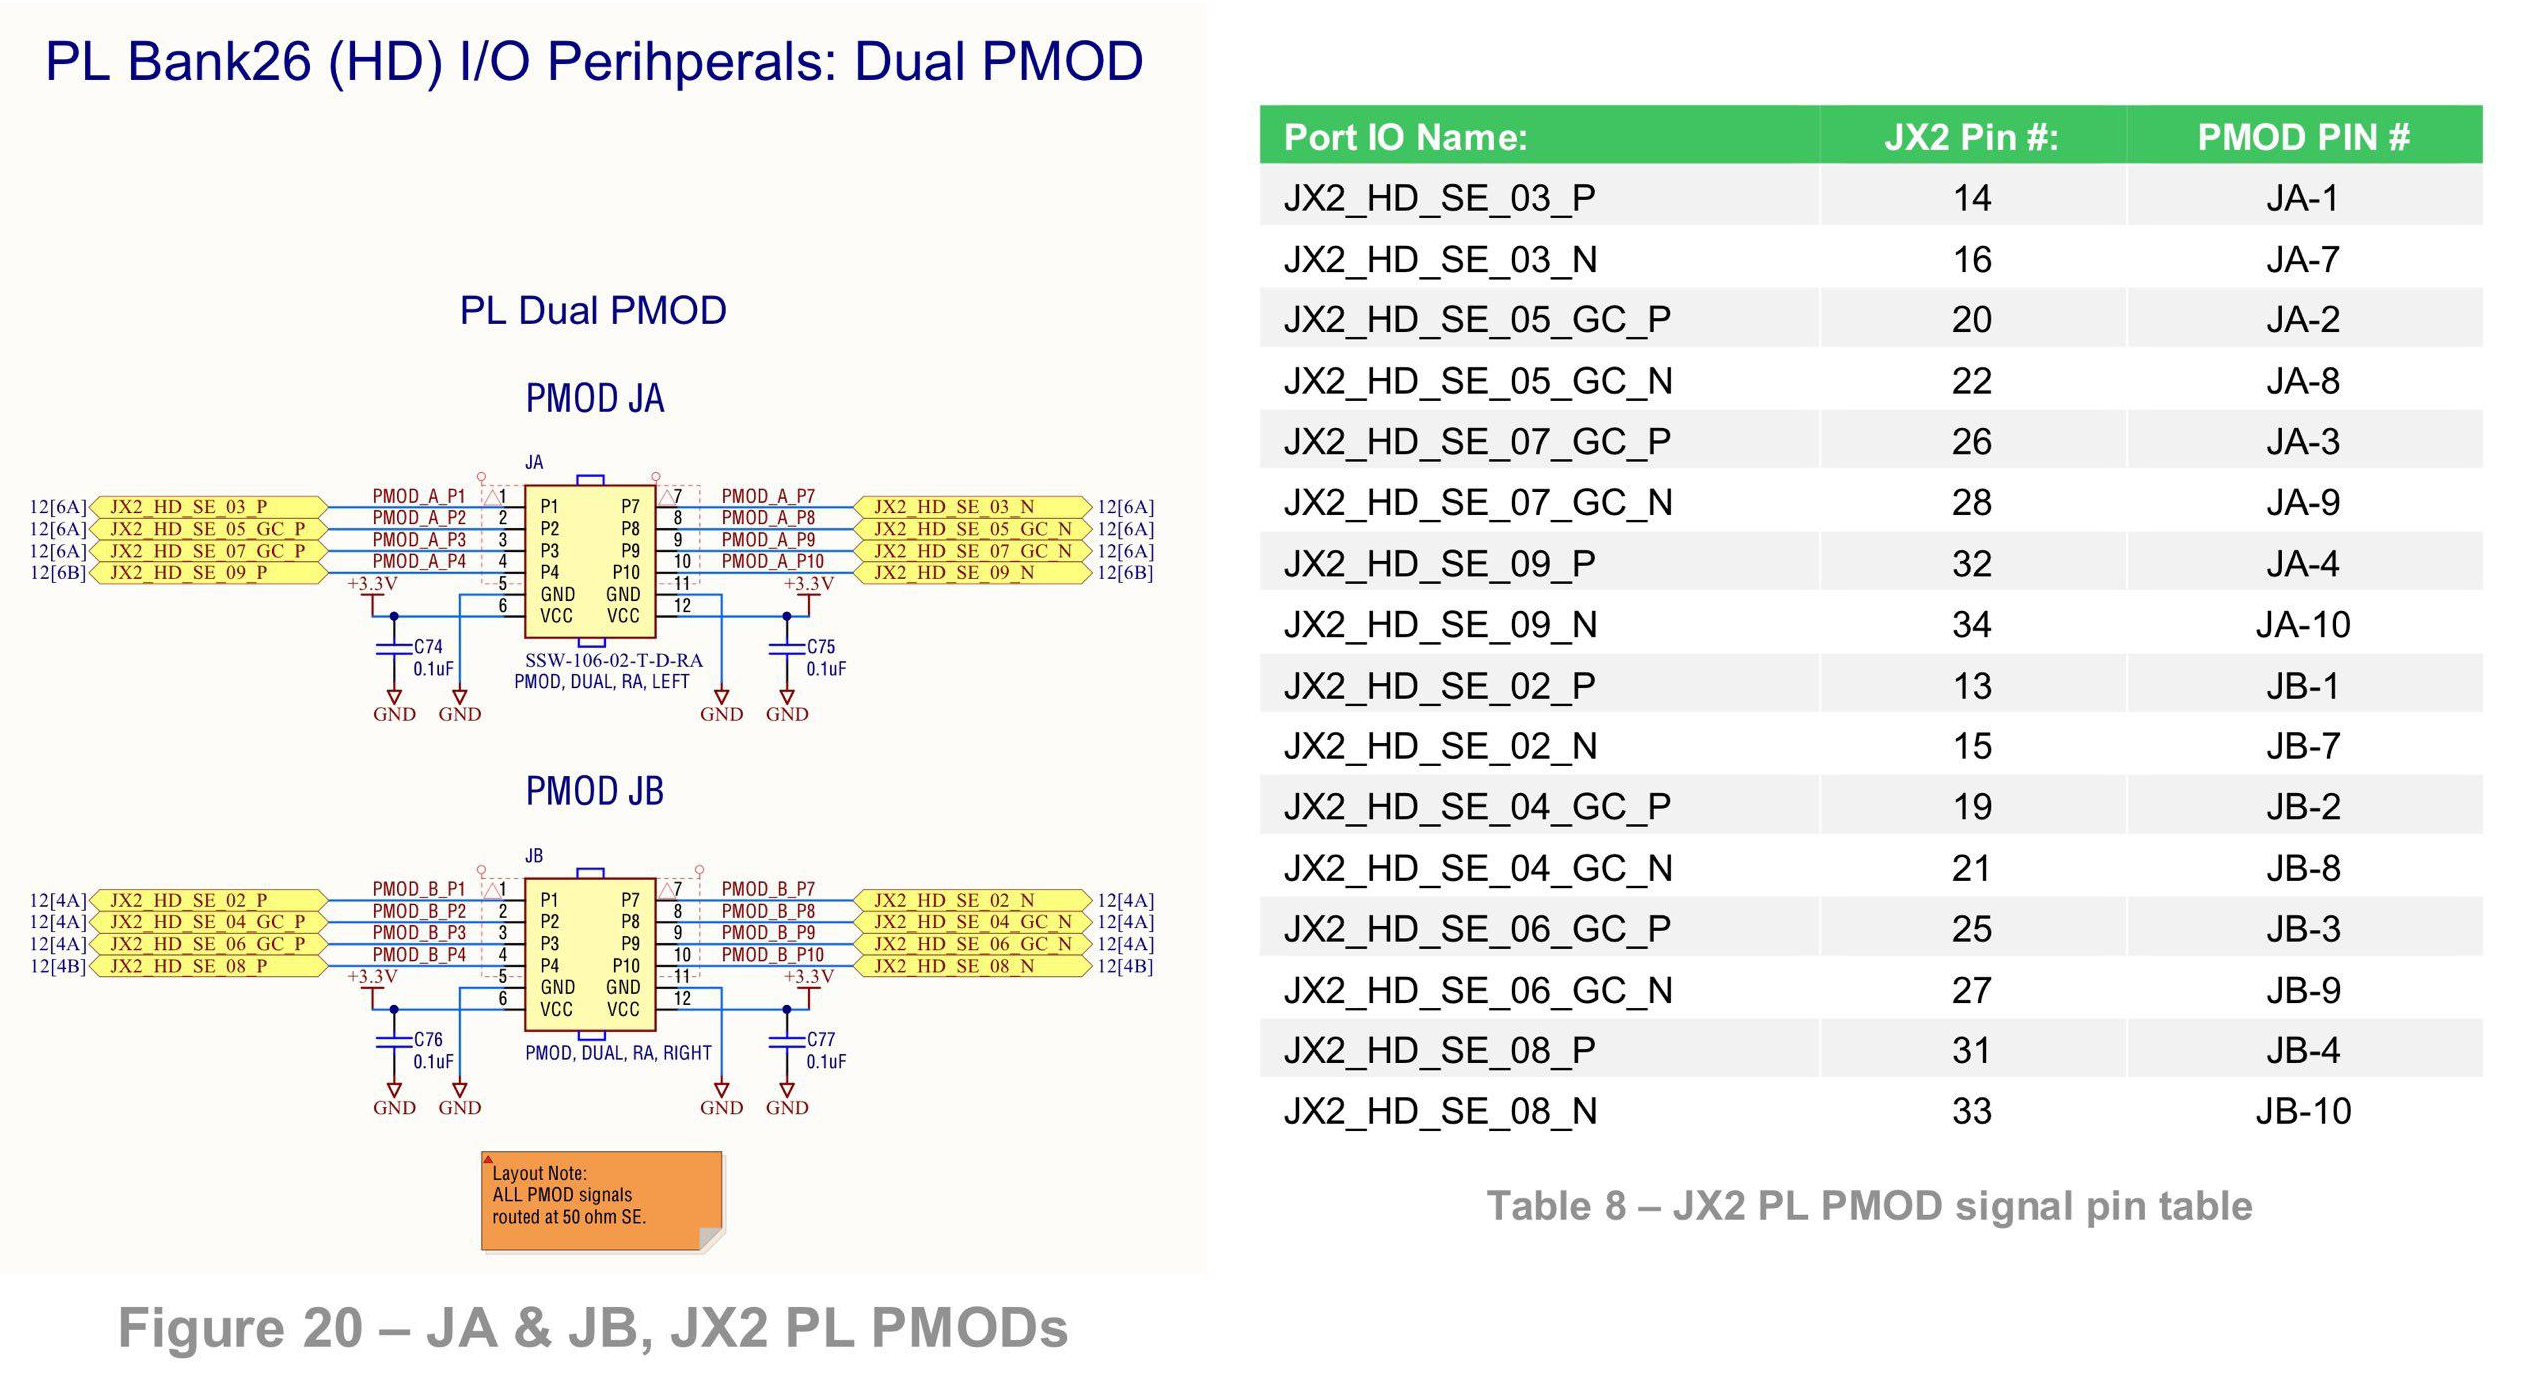 PL Bank26 (HD) I/O Perihperals: Dual PMOD
PL Dual PMOD
PMOD JA
JA
12[6A] JX2_HD_SE_03_P PMOD_A_P1 1 P1 P7 7 PMOD_A_P7 JX2_HD_SE_03_N 12[6A]
12[6A] JX2_HD_SE_05_GC_P PMOD_A_P2 2 P2 P8 8 PMOD_A_P8 JX2_HD_SE_05_GC_N 12[6A]
12[6A] JX2_HD_SE_07_GC_P PMOD_A_P3 3 P3 P9 9 PMOD_A_P9 JX2_HD_SE_07_GC_N 12[6A]
12[6B] JX2_HD_SE_09_P PMOD_A_P4 4 P4 P10 10 PMOD_A_P10 JX2_HD_SE_09_N 12[6B]
+3.3V 5 GND GND 11 +3.3V
6 VCC VCC 12
C74 C75
0.1uF 0.1uF
SSW-106-02-T-D-RA
PMOD, DUAL, RA, LEFT
GND GND GND GND
PMOD JB
JB
12[4A] JX2_HD_SE_02_P PMOD_B_P1 1 P1 P7 7 PMOD_B_P7 JX2_HD_SE_02_N 12[4A]
12[4A] JX2_HD_SE_04_GC_P PMOD_B_P2 2 P2 P8 8 PMOD_B_P8 JX2_HD_SE_04_GC_N 12[4A]
12[4A] JX2_HD_SE_06_GC_P PMOD_B_P3 3 P3 P9 9 PMOD_B_P9 JX2_HD_SE_06_GC_N 12[4A]
12[4B] JX2_HD_SE_08_P PMOD_B_P4 4 P4 P10 10 PMOD_B_P10 JX2_HD_SE_08_N 12[4B]
+3.3V 5 GND GND 11 +3.3V
6 VCC VCC 12
C76 C77
0.1uF 0.1uF
PMOD, DUAL, RA, RIGHT
GND GND GND GND
Layout Note:
ALL PMOD signals
routed at 50 ohm SE.
Figure 20 – JA & JB, JX2 PL PMODs
Port IO Name: JX2 Pin #: PMOD PIN #
JX2_HD_SE_03_P 14 JA-1
JX2_HD_SE_03_N 16 JA-7
JX2_HD_SE_05_GC_P 20 JA-2
JX2_HD_SE_05_GC_N 22 JA-8
JX2_HD_SE_07_GC_P 26 JA-3
JX2_HD_SE_07_GC_N 28 JA-9
JX2_HD_SE_09_P 32 JA-4
JX2_HD_SE_09_N 34 JA-10
JX2_HD_SE_02_P 13 JB-1
JX2_HD_SE_02_N 15 JB-7
JX2_HD_SE_04_GC_P 19 JB-2
JX2_HD_SE_04_GC_N 21 JB-8
JX2_HD_SE_06_GC_P 25 JB-3
JX2_HD_SE_06_GC_N 27 JB-9
JX2_HD_SE_08_P 31 JB-4
JX2_HD_SE_08_N 33 JB-10
Table 8 – JX2 PL PMOD signal pin table